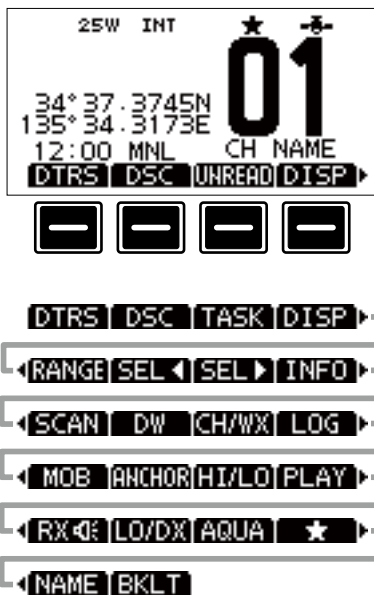 25W INT
01
34°37.3745N
135°34.3173E
12:00 MNL CH NAME
DTRS DSC UNREAD DISP
DTRS DSC TASK DISP
RANGE SEL◀ SEL▶ INFO
SCAN DW CH/WX LOG
MOB ANCHOR HI/LO PLAY
RX LO/DX AQUA ★
NAME BKLT